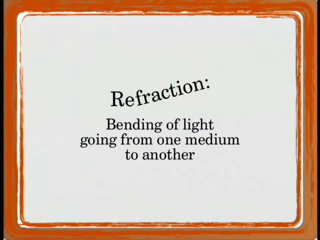 Refraction:
Bending of light
going from one medium
to another